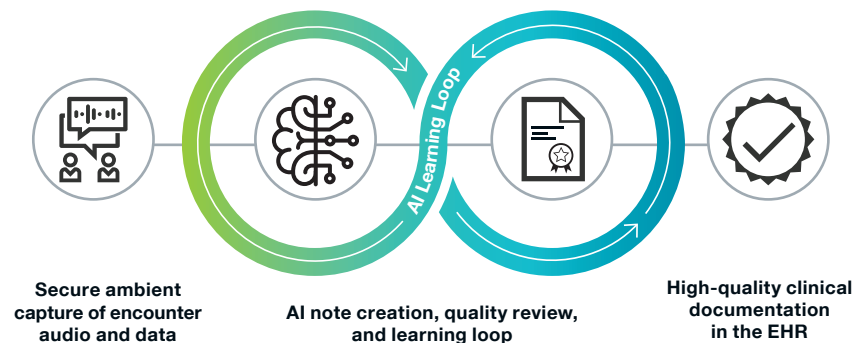 AI Learning Loop
Secure ambient
capture of encounter
audio and data
AI note creation, quality review,
and learning loop
High-quality clinical
documentation
in the EHR